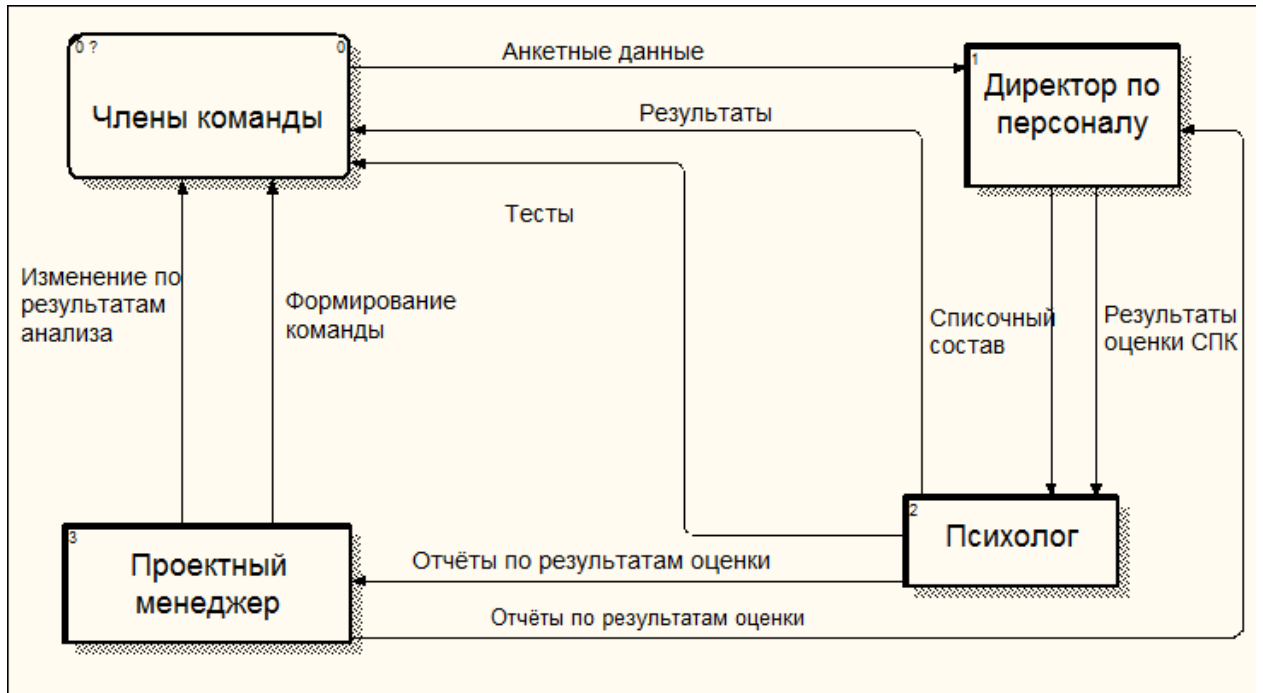 0 ?
0
Члены команды
Анкетные данные
1
Директор по
персоналу
Результаты
Тесты
Изменение по
результатам
анализа
Формирование
команды
Списочный
состав
Результаты
оценки СПК
2
Психолог
3
Проектный
менеджер
Отчёты по результатам оценки
Отчёты по результатам оценки